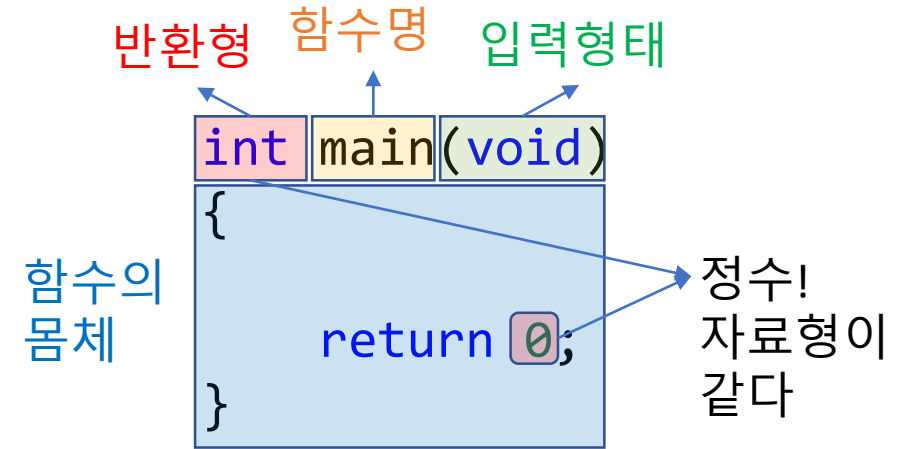 반환형 함수명 입력형태
int main(void)
{
함수의
몸체
return 0;
}
정수!
자료형이
같다